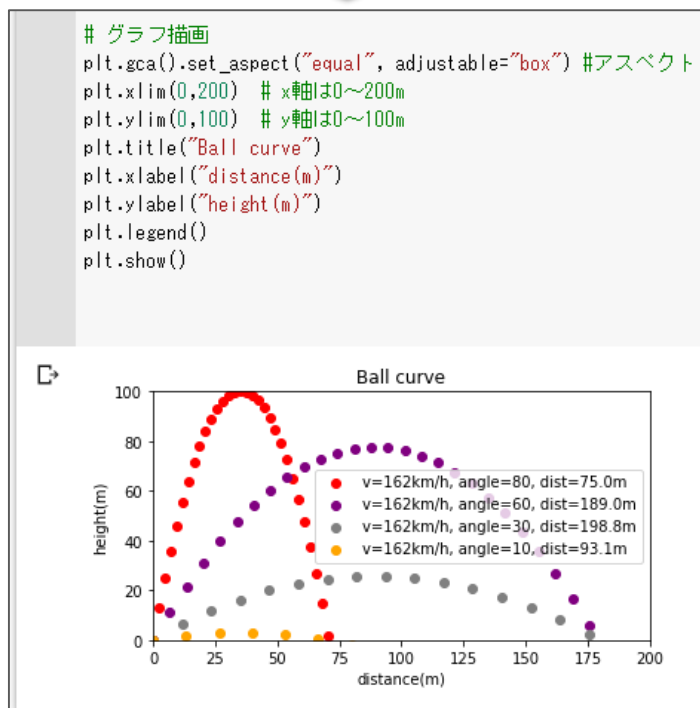 # グラフ描画
plt.gca().set_aspect("equal", adjustable="box") #アスペクト
plt.xlim(0,200)  # x軸は0～200m
plt.ylim(0,100)  # y軸は0～100m
plt.title("Ball curve")
plt.xlabel("distance(m)")
plt.ylabel("height(m)")
plt.legend()
plt.show()
Ball curve
100
80
60
40
20
0
height(m)
v=162km/h, angle=80, dist=75.0m
v=162km/h, angle=60, dist=189.0m
v=162km/h, angle=30, dist=198.8m
v=162km/h, angle=10, dist=93.1m
0 25 50 75 100 125 150 175 200
distance(m)